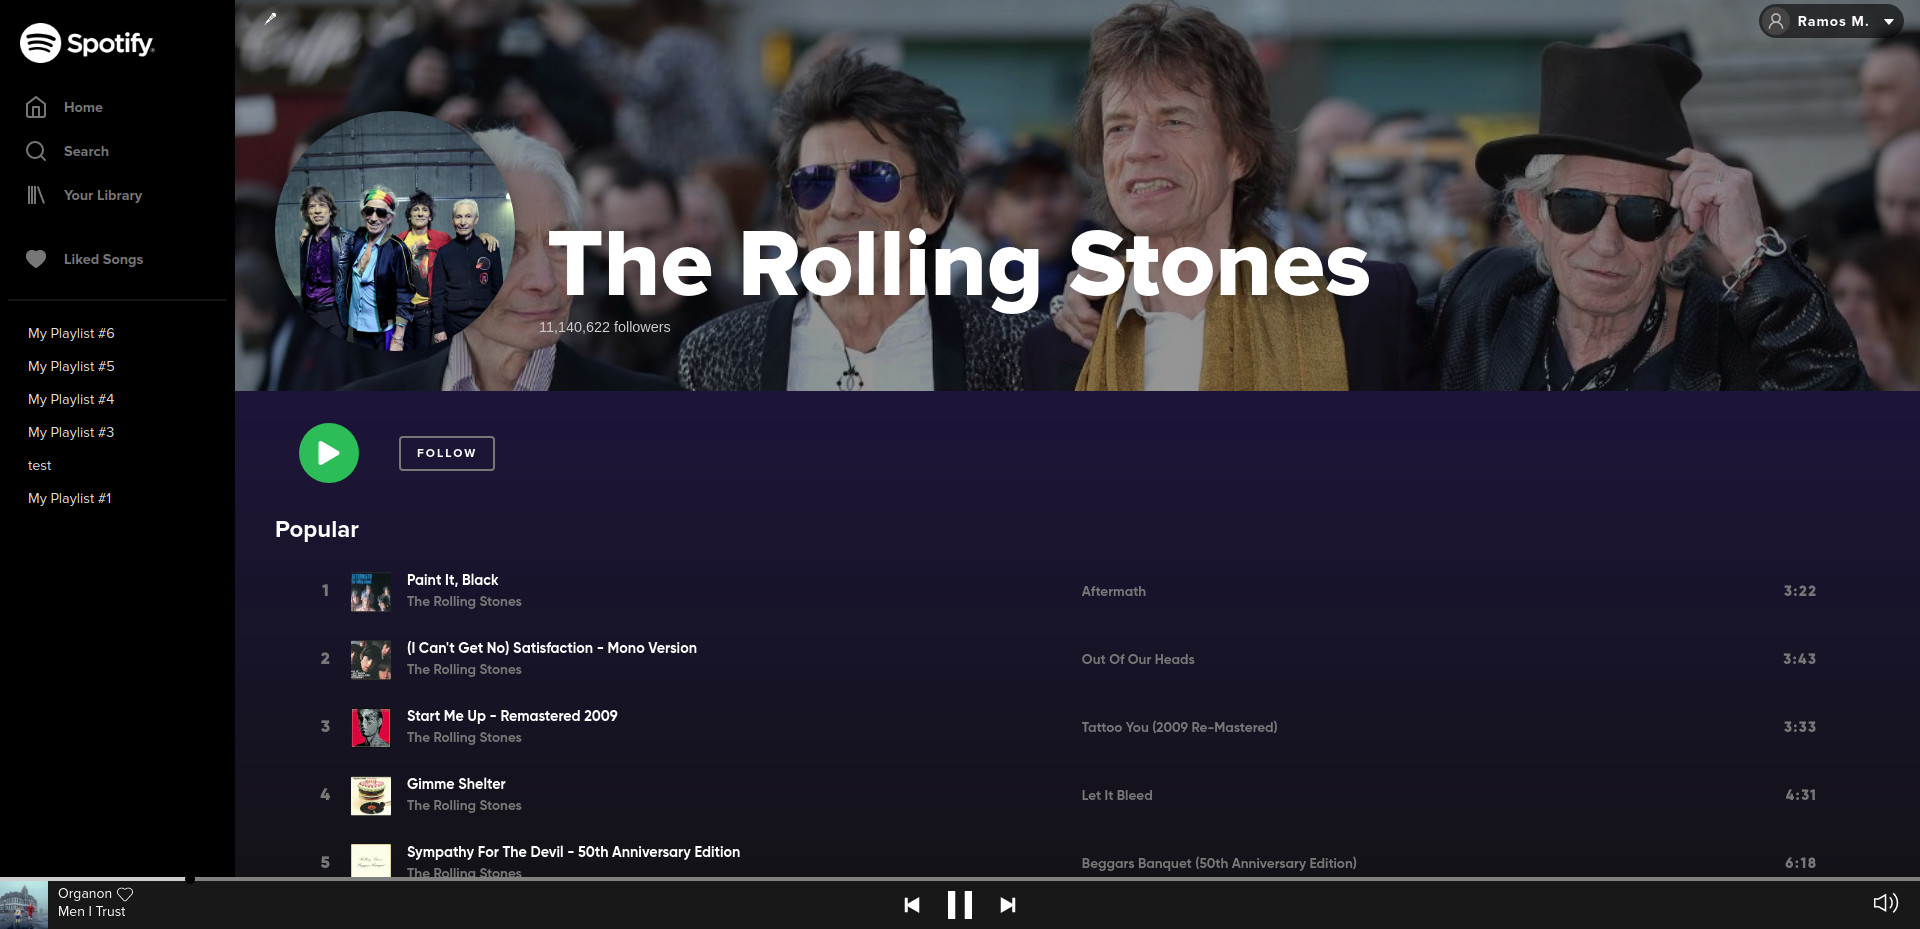 Spotify
Ramos M.
Home
Search
Your Library
Liked Songs
My Playlist #6
My Playlist #5
My Playlist #4
My Playlist #3
test
My Playlist #1
The Rolling Stones
11,140,622 followers
FOLLOW
Popular
1 Paint It, Black Aftermath 3:22
The Rolling Stones
2 (I Can't Get No) Satisfaction - Mono Version Out Of Our Heads 3:43
The Rolling Stones
3 Start Me Up - Remastered 2009 Tattoo You (2009 Re-Mastered) 3:33
The Rolling Stones
4 Gimme Shelter Let It Bleed 4:31
The Rolling Stones
5 Sympathy For The Devil - 50th Anniversary Edition Beggars Banquet (50th Anniversary Edition) 6:18
The Rolling Stones
Organon
Men I Trust